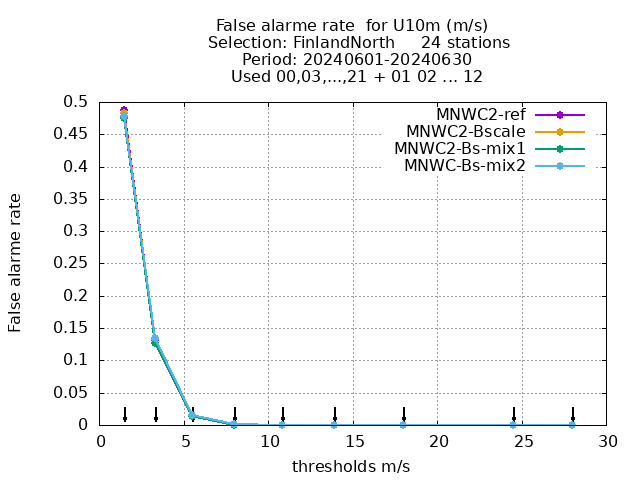 False alarme rate  for U10m (m/s)
Selection: FinlandNorth     24 stations
Period: 20240601-20240630
Used 00,03,...,21 + 01 02 ... 12
MNWC2-ref
MNWC2-Bscale
MNWC2-Bs-mix1
MNWC-Bs-mix2
False alarme rate
0.5
0.45
0.4
0.35
0.3
0.25
0.2
0.15
0.1
0.05
0
0 5 10 15 20 25 30
thresholds m/s